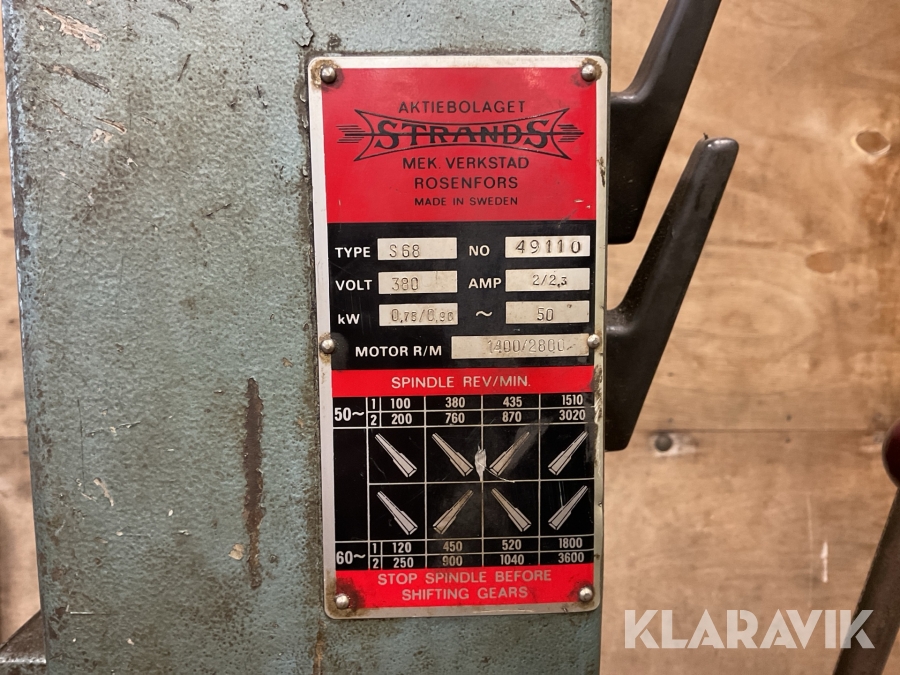 AKTIEBOLAGET
STRANDS
MEK. VERKSTAD
ROSENFORS
MADE IN SWEDEN
TYPE S68 NO 49110
VOLT 380 AMP 2/2,3
kW 0,75/0,96 ~ 50
MOTOR R/M 1400/2800
SPINDLE REV/MIN.
50~ 1 100 380 435 1510
2 200 760 870 3020
60~ 1 120 450 520 1800
2 250 900 1040 3600
STOP SPINDLE BEFORE
SHIFTING GEARS
KLARAVIK